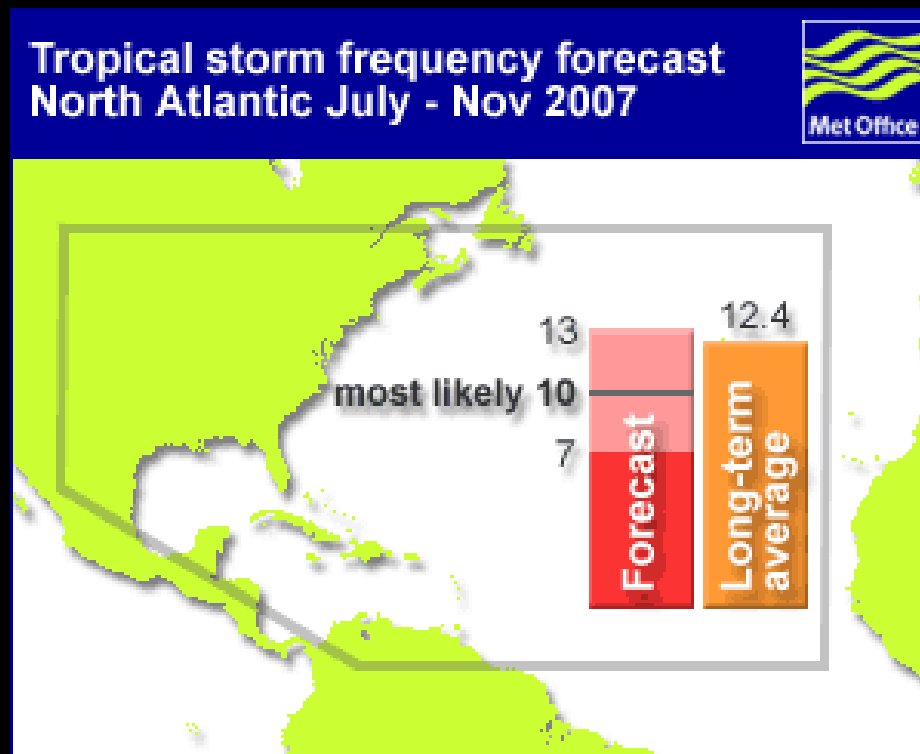 Tropical storm frequency forecast
North Atlantic July - Nov 2007
Met Office
13
12.4
most likely 10
7
Forecast
Long-term
average